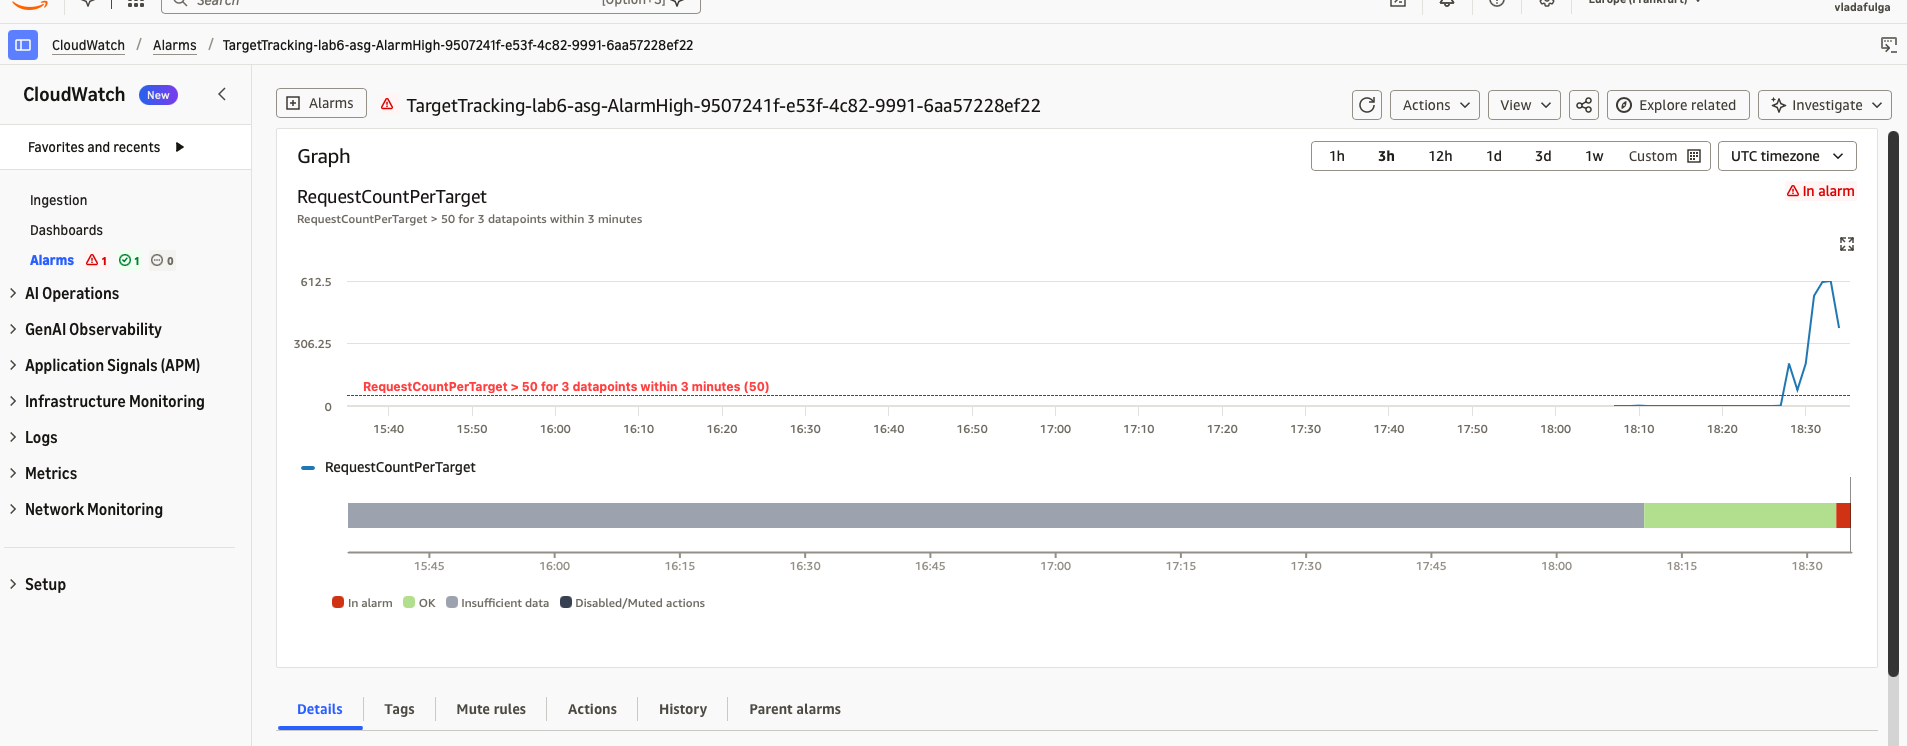 Search
[Option+S]
Europe (Frankfurt)
vladafulga
CloudWatch / Alarms / TargetTracking-lab6-asg-AlarmHigh-9507241f-e53f-4c82-9991-6aa57228ef22
CloudWatch New
Favorites and recents
Ingestion
Dashboards
Alarms 1 1 0
AI Operations
GenAI Observability
Application Signals (APM)
Infrastructure Monitoring
Logs
Metrics
Network Monitoring
Setup
Alarms
TargetTracking-lab6-asg-AlarmHigh-9507241f-e53f-4c82-9991-6aa57228ef22
Actions View Explore related Investigate
Graph
1h 3h 12h 1d 3d 1w Custom UTC timezone
RequestCountPerTarget
In alarm
RequestCountPerTarget > 50 for 3 datapoints within 3 minutes
612.5
306.25
RequestCountPerTarget > 50 for 3 datapoints within 3 minutes (50)
0
15:40 15:50 16:00 16:10 16:20 16:30 16:40 16:50 17:00 17:10 17:20 17:30 17:40 17:50 18:00 18:10 18:20 18:30
RequestCountPerTarget
15:45 16:00 16:15 16:30 16:45 17:00 17:15 17:30 17:45 18:00 18:15 18:30
In alarm OK Insufficient data Disabled/Muted actions
Details Tags Mute rules Actions History Parent alarms